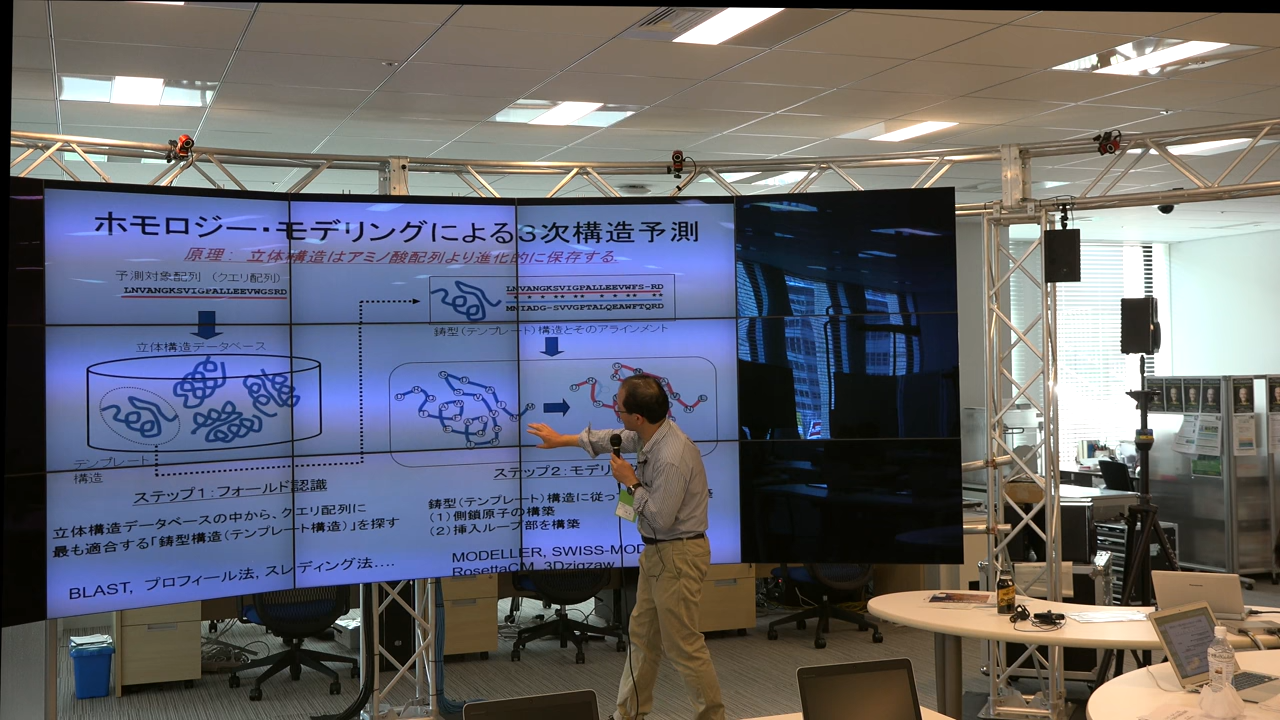 ホモロジー・モデリングによる3次構造予測
原理： 立体構造はアミノ酸配列より進化的に保存する
予測対象配列 （クエリ配列）
LNVANGKSVIGPALLEEVWGSRD
立体構造データベース
テンプレート
構造
LNVANGKSVIGPALLEEVWFS-RD
MNIADG-SVVGPTALQEAWFTQRD
鋳型（テンプレート）構造とそのアラインメント
ステップ1：フォールド認識
立体構造データベースの中から、クエリ配列に
最も適合する「鋳型構造（テンプレート構造）」を探す
BLAST, プロフィール法, スレディング法….
ステップ2：モデリ
鋳型（テンプレート）構造に従っ
（1）側鎖原子の構築
（2）挿入ループ部を構築
MODELLER, SWISS-MOD
RosettaCM, 3Dzigzaw